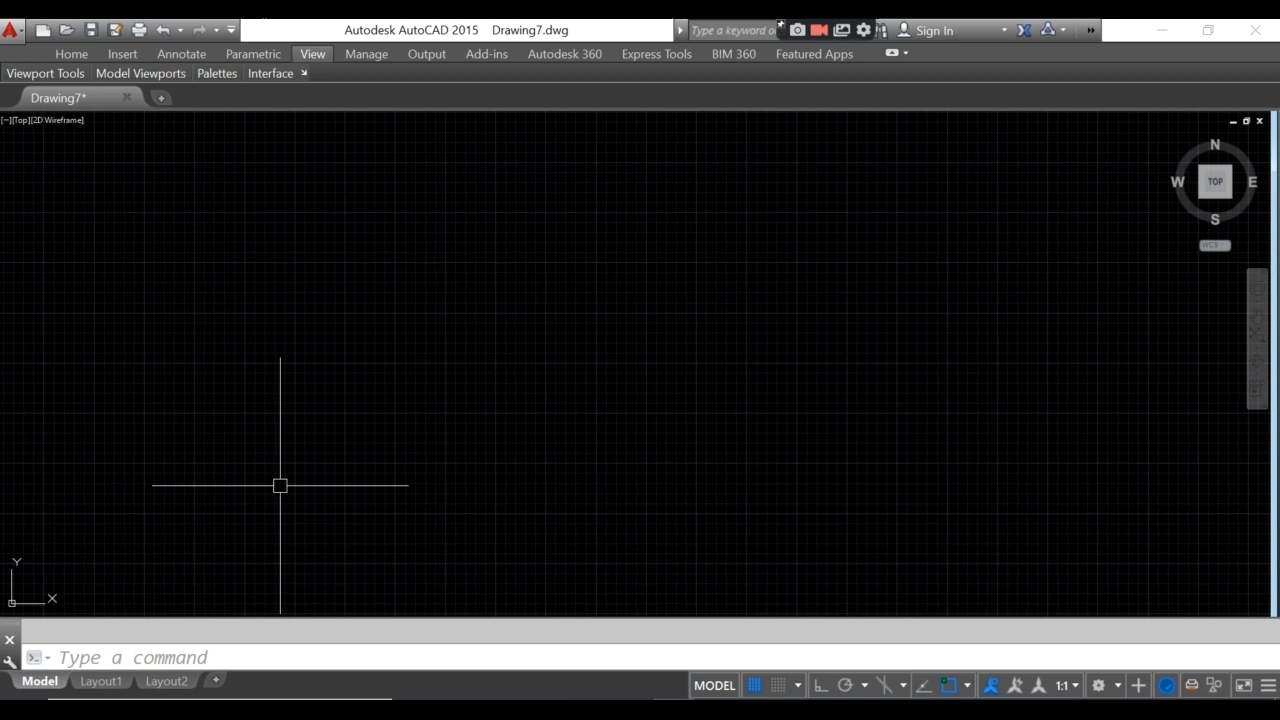 Autodesk AutoCAD 2015 Drawing7.dwg
Type a keyword o
Sign In
Home Insert Annotate Parametric View Manage Output Add-ins Autodesk 360 Express Tools BIM 360 Featured Apps
Viewport Tools Model Viewports Palettes Interface
Drawing7*
[−][Top][2D Wireframe]
N
W TOP E
S
WCS
Y
X
Type a command
Model Layout1 Layout2
MODEL 1:1